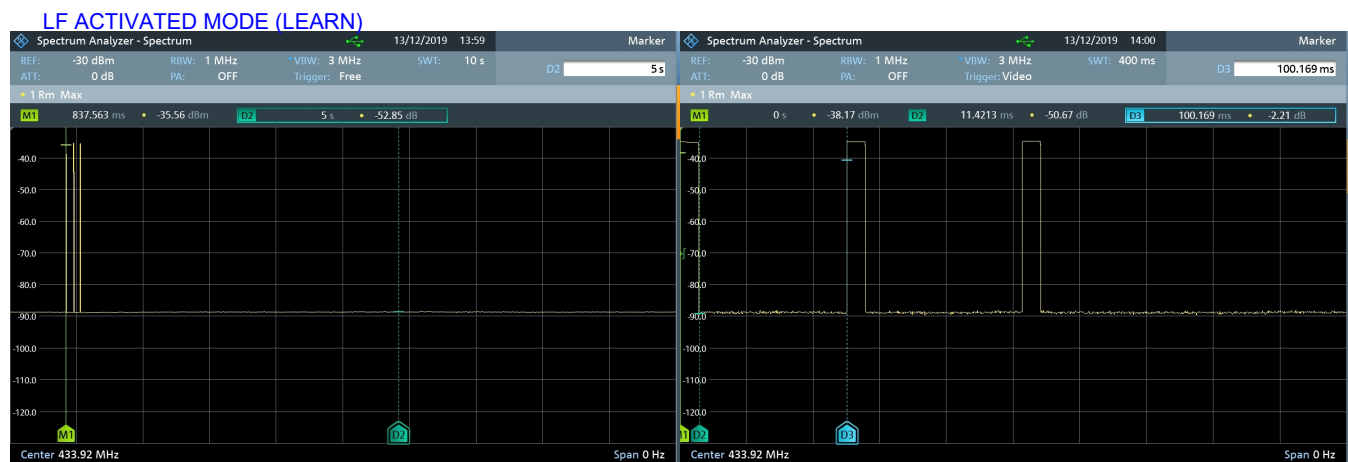 LF ACTIVATED MODE (LEARN)
Spectrum Analyzer - Spectrum 13/12/2019 13:59 Marker
REF: -30 dBm RBW: 1 MHz *VBW: 3 MHz SWT: 10 s
ATT: 0 dB PA: OFF Trigger: Free
D2 5 s
1 Rm Max
M1 837.563 ms -35.56 dBm D2 5 s -52.85 dB
-40.0
-50.0
-60.0
-70.0
-80.0
-90.0
-100.0
-110.0
-120.0
M1 D2
Center 433.92 MHz Span 0 Hz
Spectrum Analyzer - Spectrum 13/12/2019 14:00 Marker
REF: -30 dBm RBW: 1 MHz *VBW: 3 MHz SWT: 400 ms
ATT: 0 dB PA: OFF Trigger: Video
D3 100.169 ms
1 Rm Max
M1 0 s -38.17 dBm D2 11.4213 ms -50.67 dB D3 100.169 ms -2.21 dB
-40.0
-50.0
-60.0
-70.0
-80.0
-90.0
-100.0
-110.0
-120.0
M1 D2 D3
Center 433.92 MHz Span 0 Hz